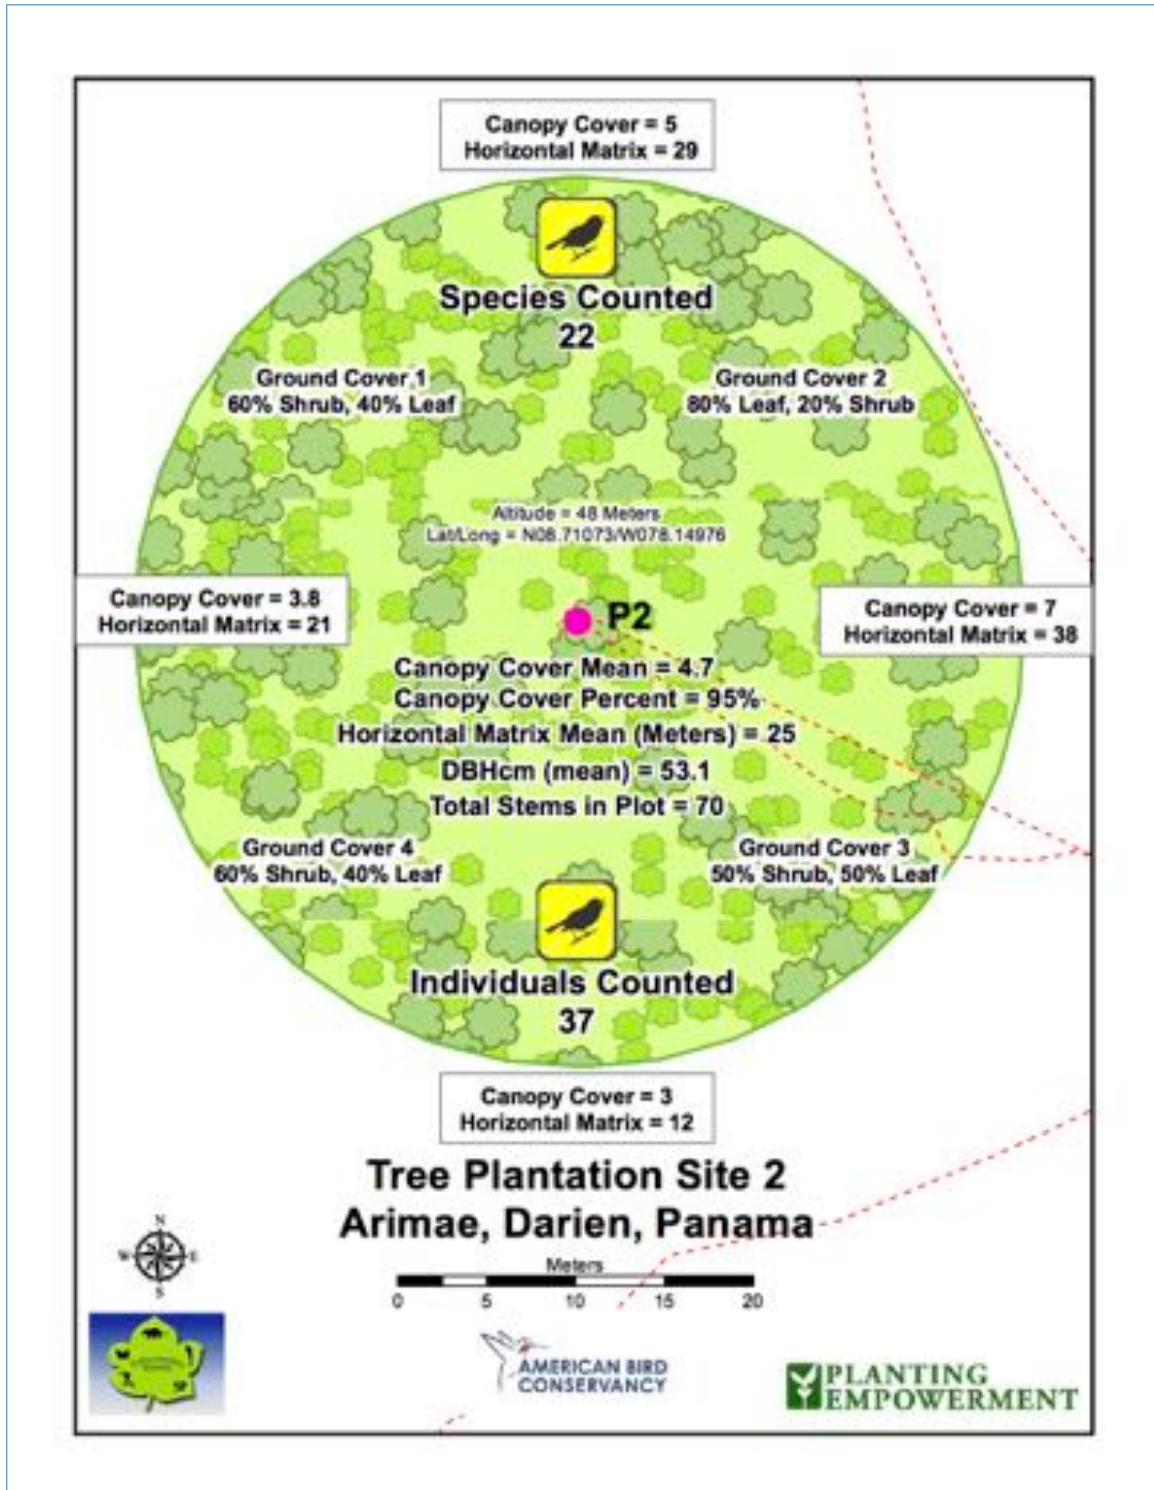 Canopy Cover = 5
Horizontal Matrix = 29
Species Counted
22
Ground Cover 1
60% Shrub, 40% Leaf
Ground Cover 2
80% Leaf, 20% Shrub
Altitude = 48 Meters
Lat/Long = N08.71073/W078.14976
Canopy Cover = 3.8
Horizontal Matrix = 21
P2
Canopy Cover = 7
Horizontal Matrix = 38
Canopy Cover Mean = 4.7
Canopy Cover Percent = 95%
Horizontal Matrix Mean (Meters) = 25
DBHcm (mean) = 53.1
Total Stems in Plot = 70
Ground Cover 4
60% Shrub, 40% Leaf
Ground Cover 3
50% Shrub, 50% Leaf
Individuals Counted
37
Canopy Cover = 3
Horizontal Matrix = 12
Tree Plantation Site 2
Arimae, Darien, Panama
N
W E
S
Meters
0 5 10 15 20
AMERICAN BIRD
CONSERVANCY
PLANTING
EMPOWERMENT